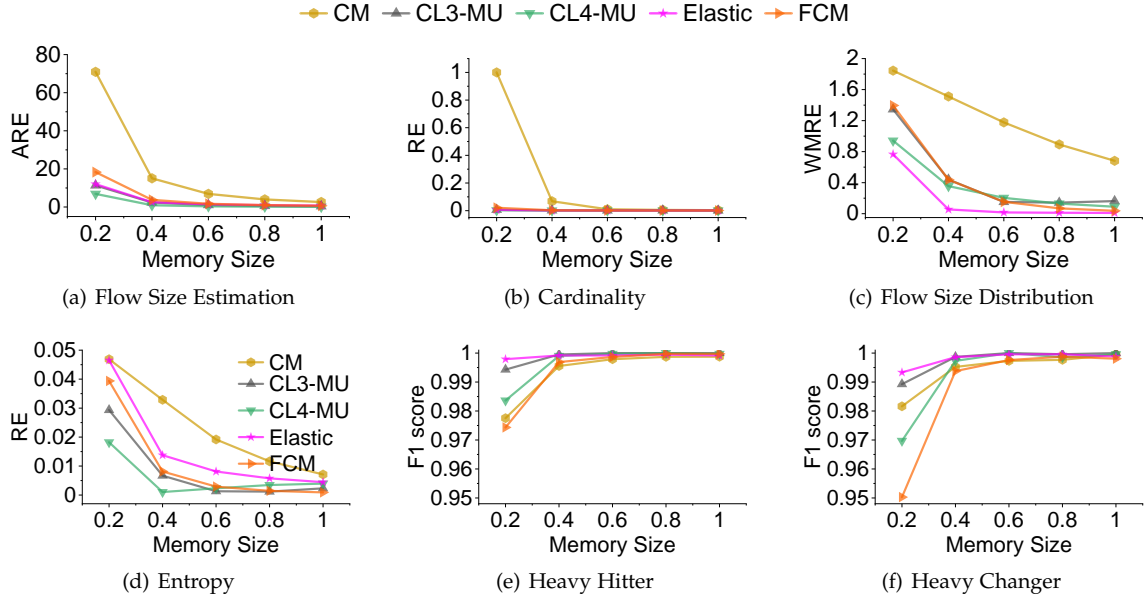 CM CL3-MU CL4-MU Elastic FCM
80
60
40
20
0
ARE
0.2 0.4 0.6 0.8 1
Memory Size
(a) Flow Size Estimation
1
0.8
0.6
0.4
0.2
0
RE
0.2 0.4 0.6 0.8 1
Memory Size
(b) Cardinality
2
1.6
1.2
0.8
0.4
0
WMRE
0.2 0.4 0.6 0.8 1
Memory Size
(c) Flow Size Distribution
0.05
0.04
0.03
0.02
0.01
0
RE
CM
CL3-MU
CL4-MU
Elastic
FCM
0.2 0.4 0.6 0.8 1
Memory Size
(d) Entropy
1
0.99
0.98
0.97
0.96
0.95
F1 score
0.2 0.4 0.6 0.8 1
Memory Size
(e) Heavy Hitter
1
0.99
0.98
0.97
0.96
0.95
F1 score
0.2 0.4 0.6 0.8 1
Memory Size
(f) Heavy Changer